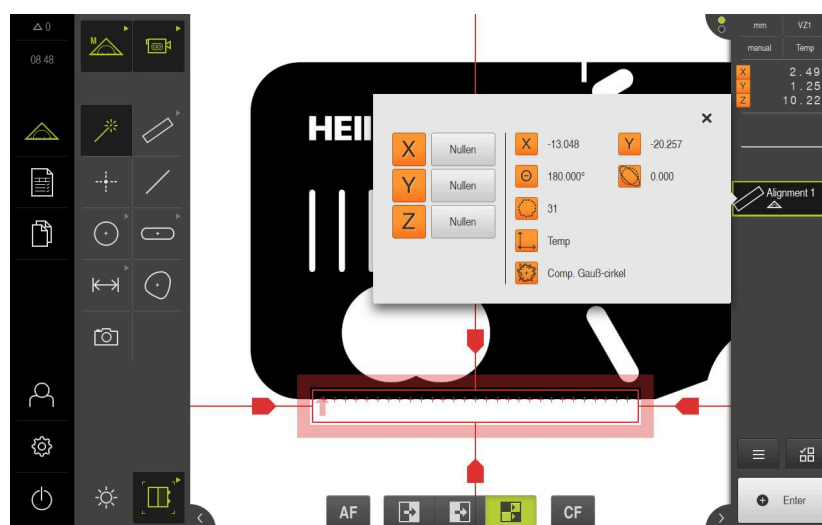 △ 0
08 48
M
HEI
mm
VZ1
manual
Temp
X 2.49
Y 1.25
Z 10.22
X Nullen
Y Nullen
Z Nullen
X -13.048
Y -20.257
Θ 180.000°
0.000
31
Temp
Comp. Gauß-cirkel
Alignment 1
AF
CF
Enter